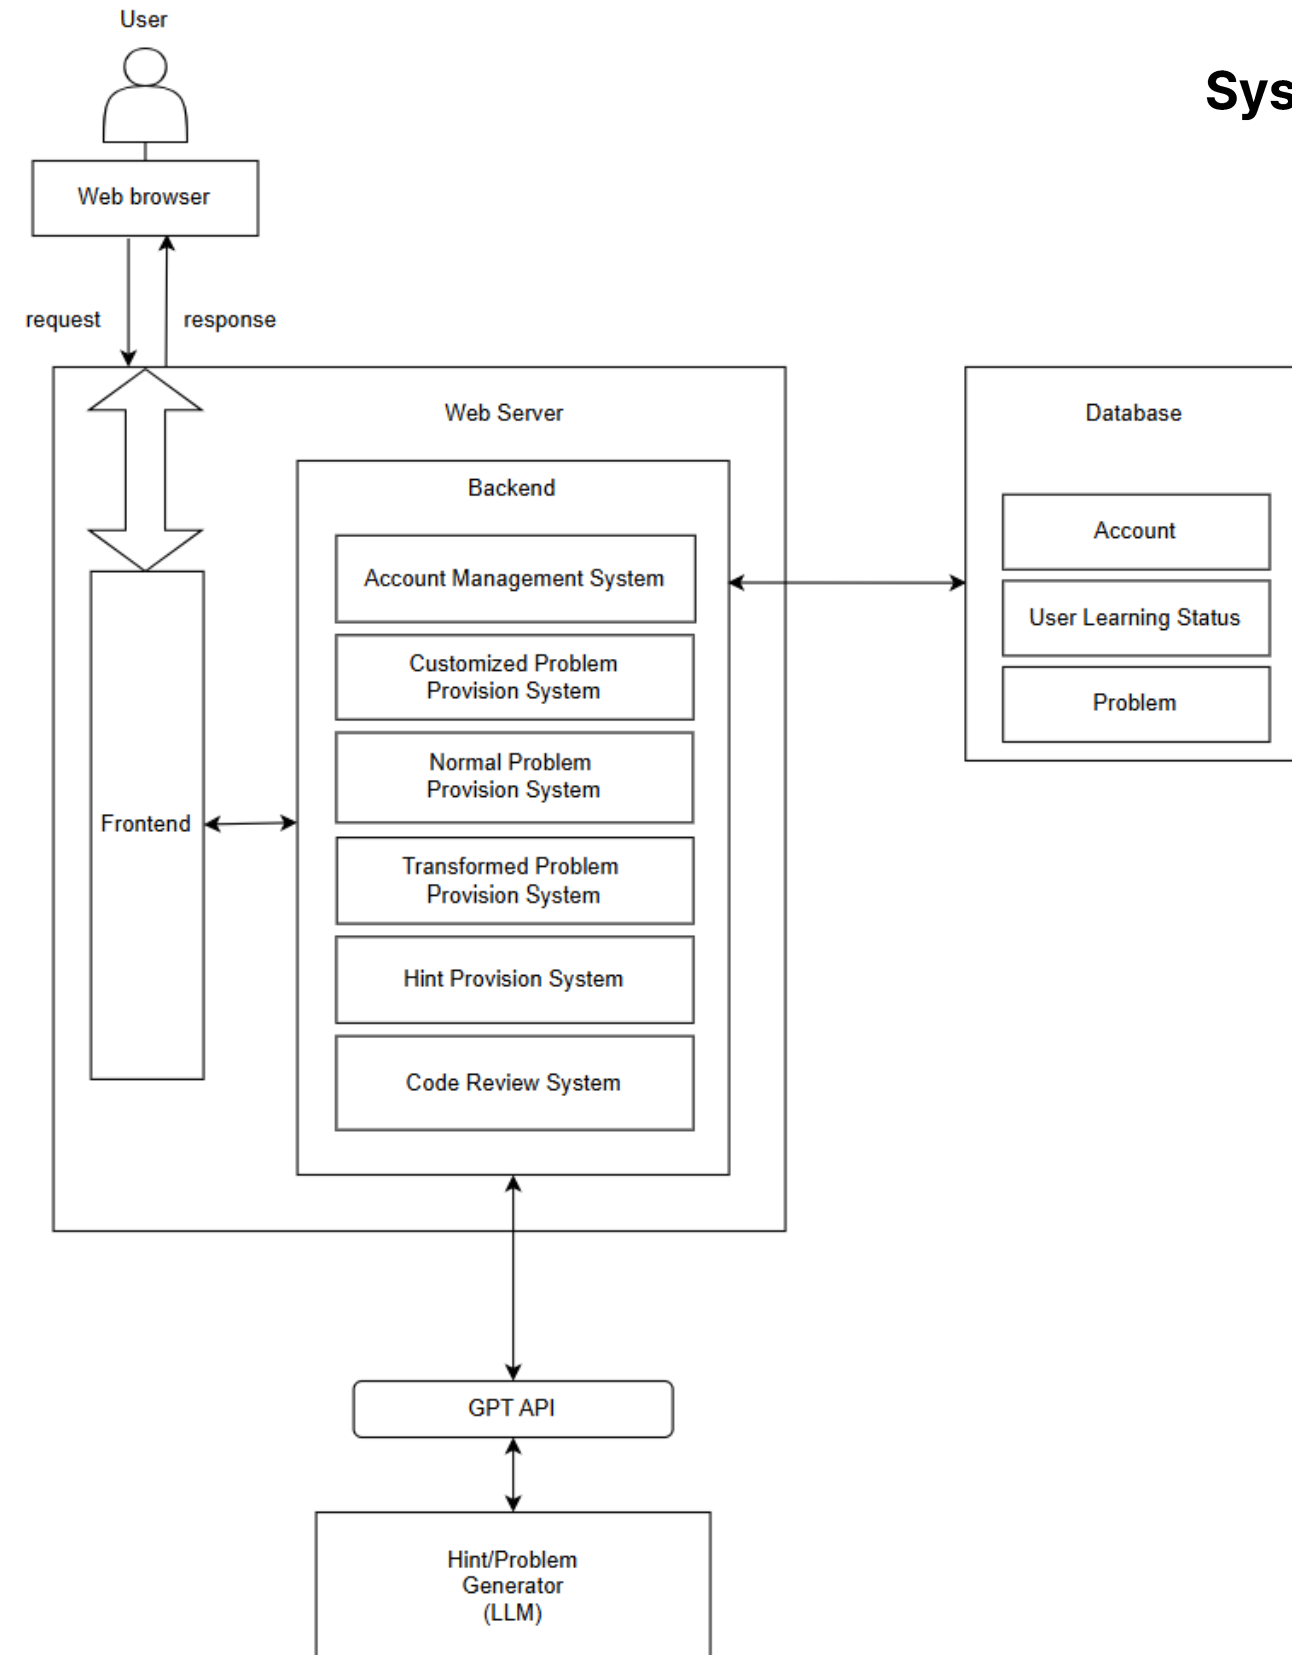 User
Sys
Web browser
request
response
Web Server
Database
Backend
Account
Account Management System
User Learning Status
Customized Problem
Provision System
Problem
Normal Problem
Provision System
Frontend
Transformed Problem
Provision System
Hint Provision System
Code Review System
GPT API
Hint/Problem
Generator
(LLM)